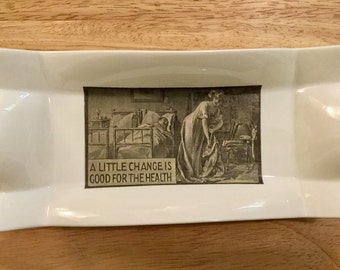 A LITTLE CHANGE IS
GOOD FOR THE HEALTH